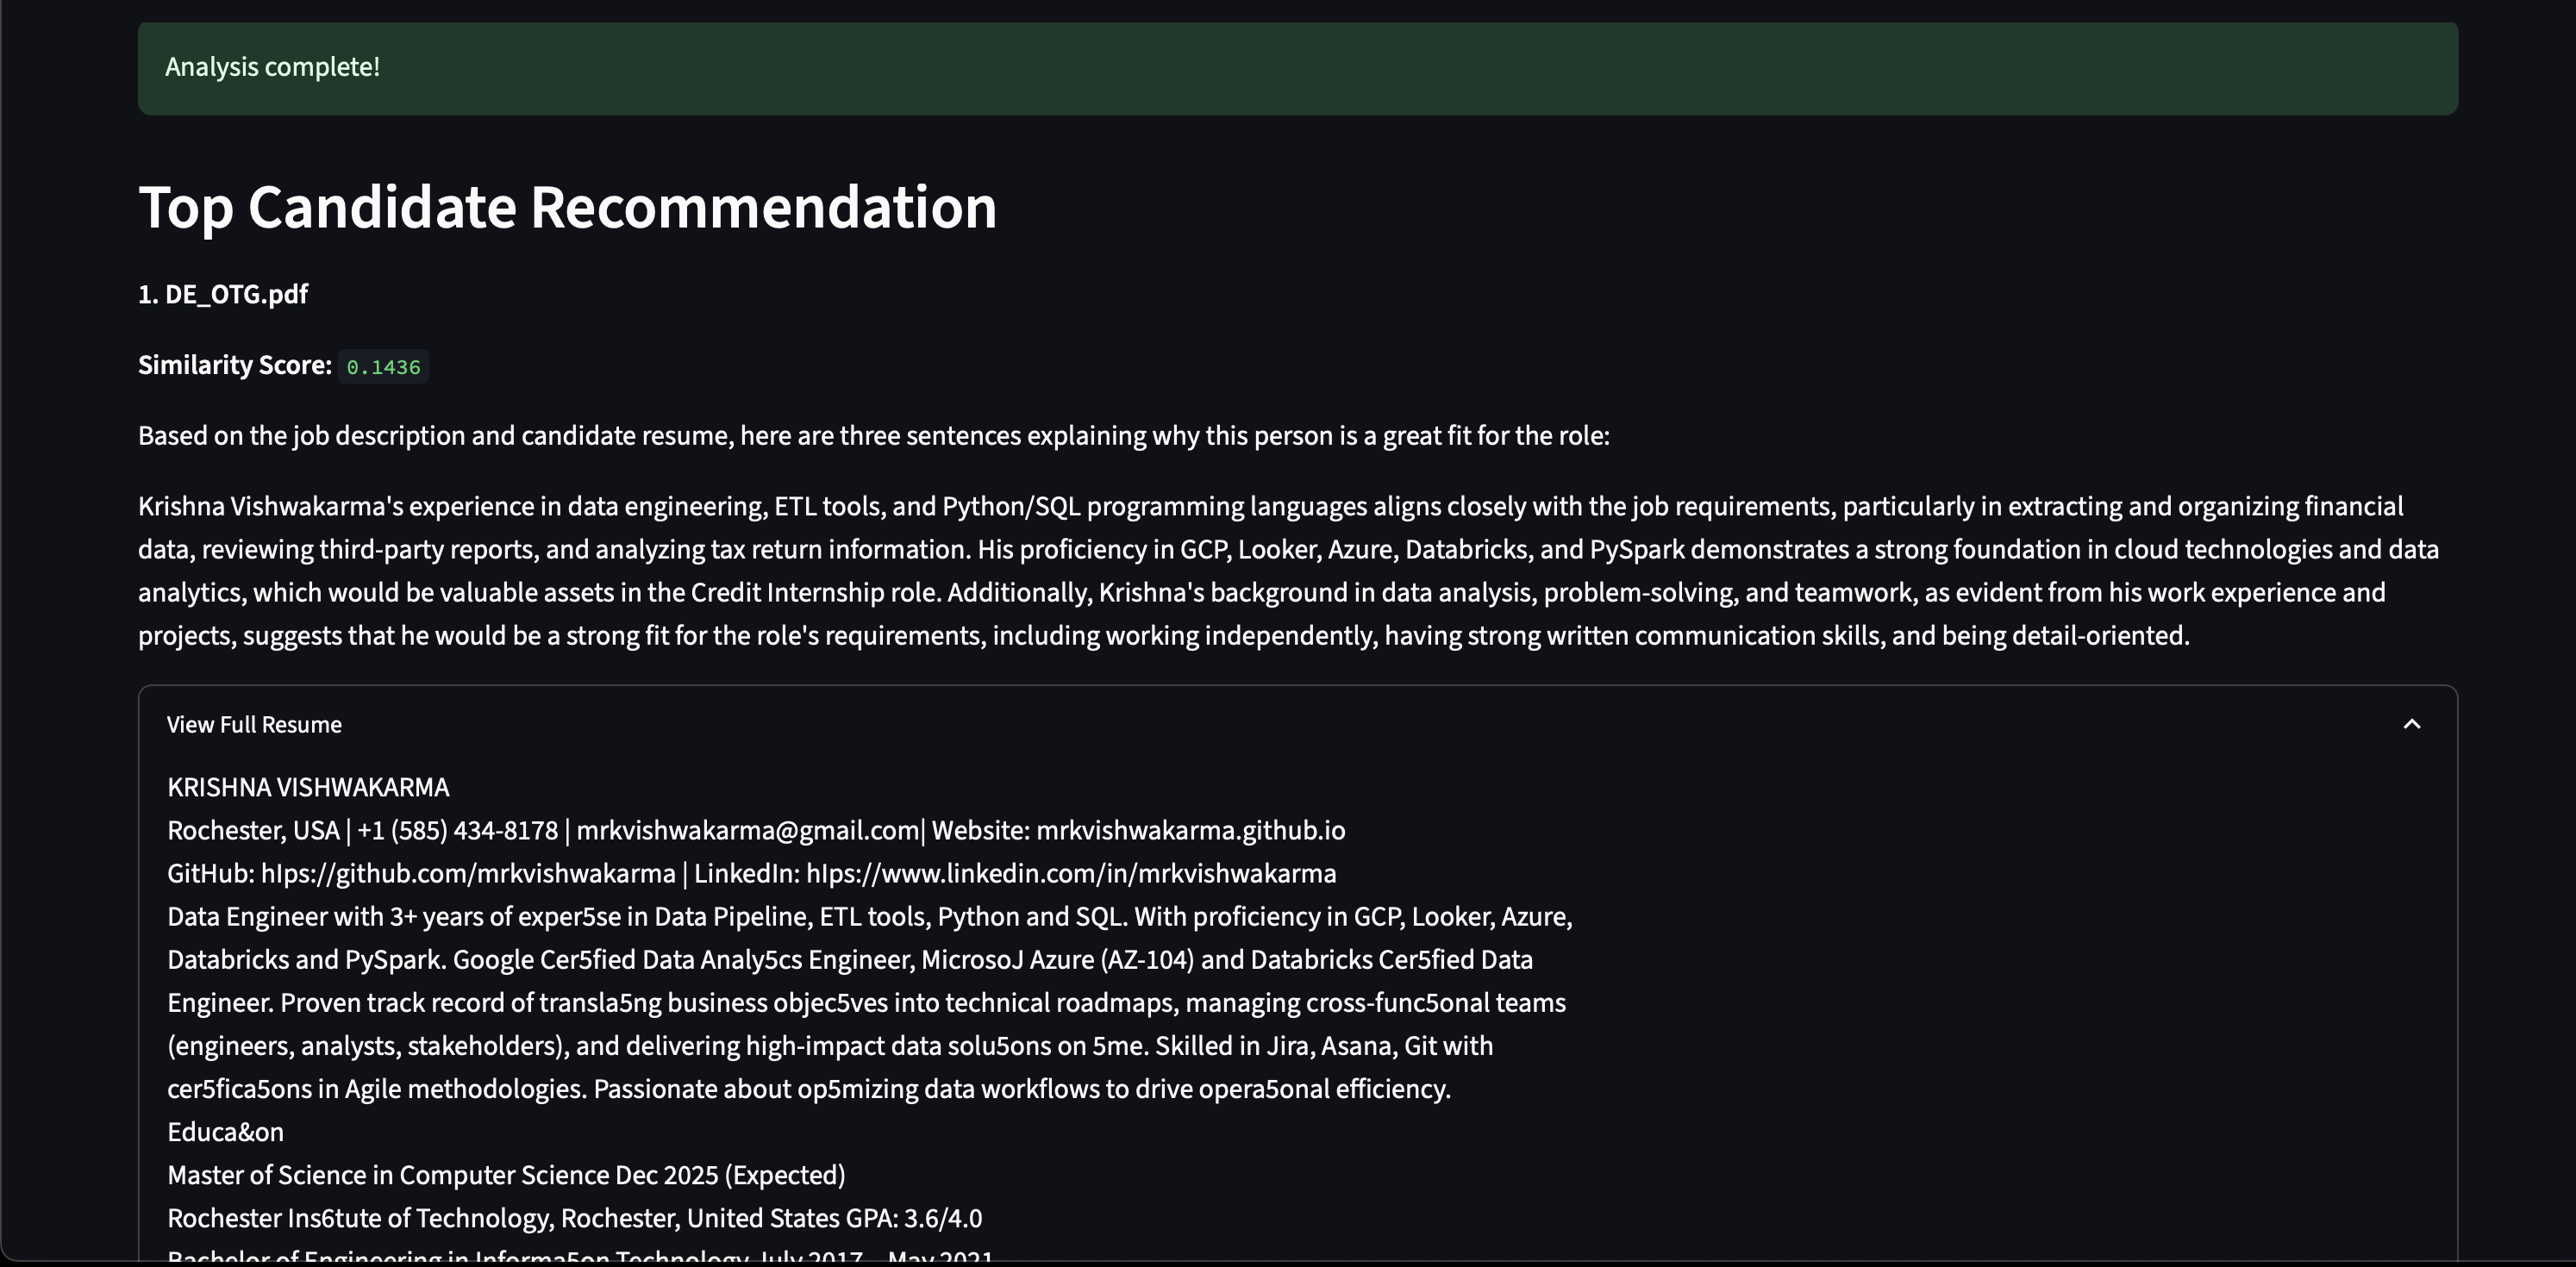 Analysis complete!
Top Candidate Recommendation
1. DE_OTG.pdf
Similarity Score: 0.1436
Based on the job description and candidate resume, here are three sentences explaining why this person is a great fit for the role:
Krishna Vishwakarma's experience in data engineering, ETL tools, and Python/SQL programming languages aligns closely with the job requirements, particularly in extracting and organizing financial
data, reviewing third-party reports, and analyzing tax return information. His proficiency in GCP, Looker, Azure, Databricks, and PySpark demonstrates a strong foundation in cloud technologies and data
analytics, which would be valuable assets in the Credit Internship role. Additionally, Krishna's background in data analysis, problem-solving, and teamwork, as evident from his work experience and
projects, suggests that he would be a strong fit for the role's requirements, including working independently, having strong written communication skills, and being detail-oriented.
View Full Resume
KRISHNA VISHWAKARMA
Rochester, USA | +1 (585) 434-8178 | mrkvishwakarma@gmail.com| Website: mrkvishwakarma.github.io
GitHub: hIps://github.com/mrkvishwakarma | LinkedIn: hIps://www.linkedin.com/in/mrkvishwakarma
Data Engineer with 3+ years of exper5se in Data Pipeline, ETL tools, Python and SQL. With proficiency in GCP, Looker, Azure,
Databricks and PySpark. Google Cer5fied Data Analy5cs Engineer, MicrosoJ Azure (AZ-104) and Databricks Cer5fied Data
Engineer. Proven track record of transla5ng business objec5ves into technical roadmaps, managing cross-func5onal teams
(engineers, analysts, stakeholders), and delivering high-impact data solu5ons on 5me. Skilled in Jira, Asana, Git with
cer5fica5ons in Agile methodologies. Passionate about op5mizing data workflows to drive opera5onal efficiency.
Educa&on
Master of Science in Computer Science Dec 2025 (Expected)
Rochester Ins6tute of Technology, Rochester, United States GPA: 3.6/4.0
Bachelor of Engineering in Informa5on Technology July 2017 – May 2021